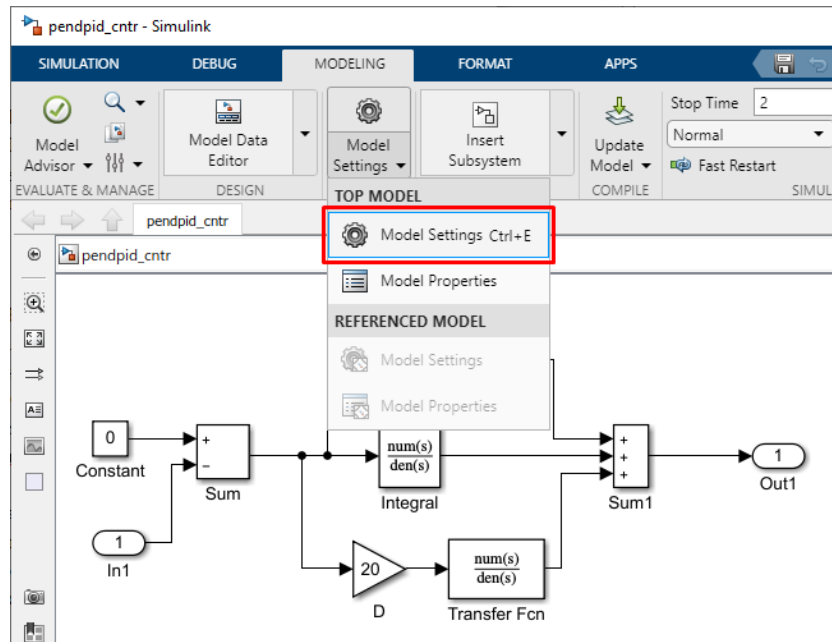 pendpid_cntr - Simulink
SIMULATION DEBUG MODELING FORMAT APPS
Model
Advisor
Model Data
Editor
Model
Settings
Insert
Subsystem
Update
Model
Stop Time 2
Normal
Fast Restart
EVALUATE & MANAGE DESIGN COMPILE SIMUL
TOP MODEL
Model Settings Ctrl+E
Model Properties
REFERENCED MODEL
Model Settings
Model Properties
pendpid_cntr
pendpid_cntr
0
Constant
+
−
Sum
1
In1
num(s)
den(s)
Integral
20
D
num(s)
den(s)
Transfer Fcn
+
+
+
Sum1
1
Out1